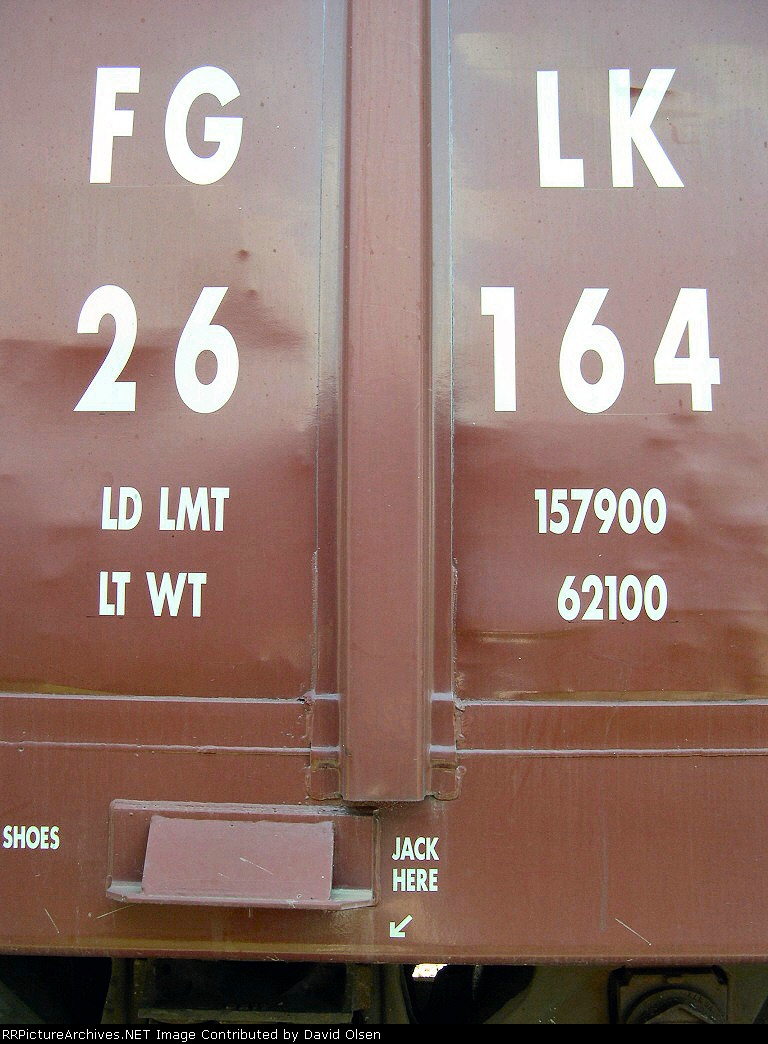 FG LK
26 164
LD LMT 157900
LT WT 62100
SHOES
JACK
HERE
RRPictureArchives.NET Image Contributed by David Olsen